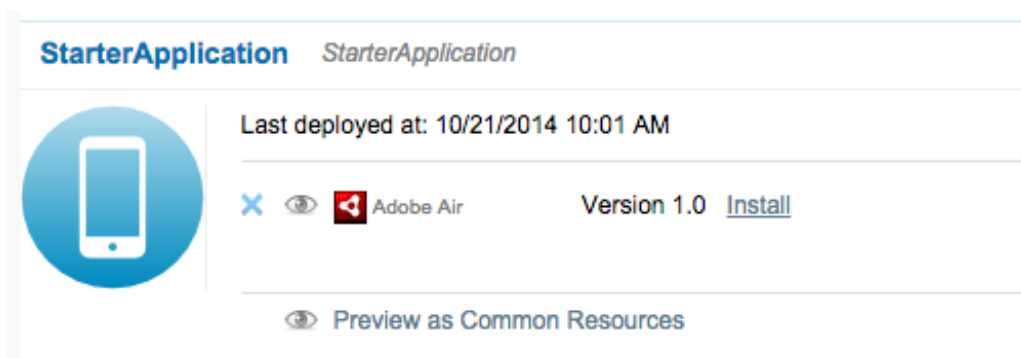 StarterApplication StarterApplication
Last deployed at: 10/21/2014 10:01 AM
Adobe Air Version 1.0 Install
Preview as Common Resources